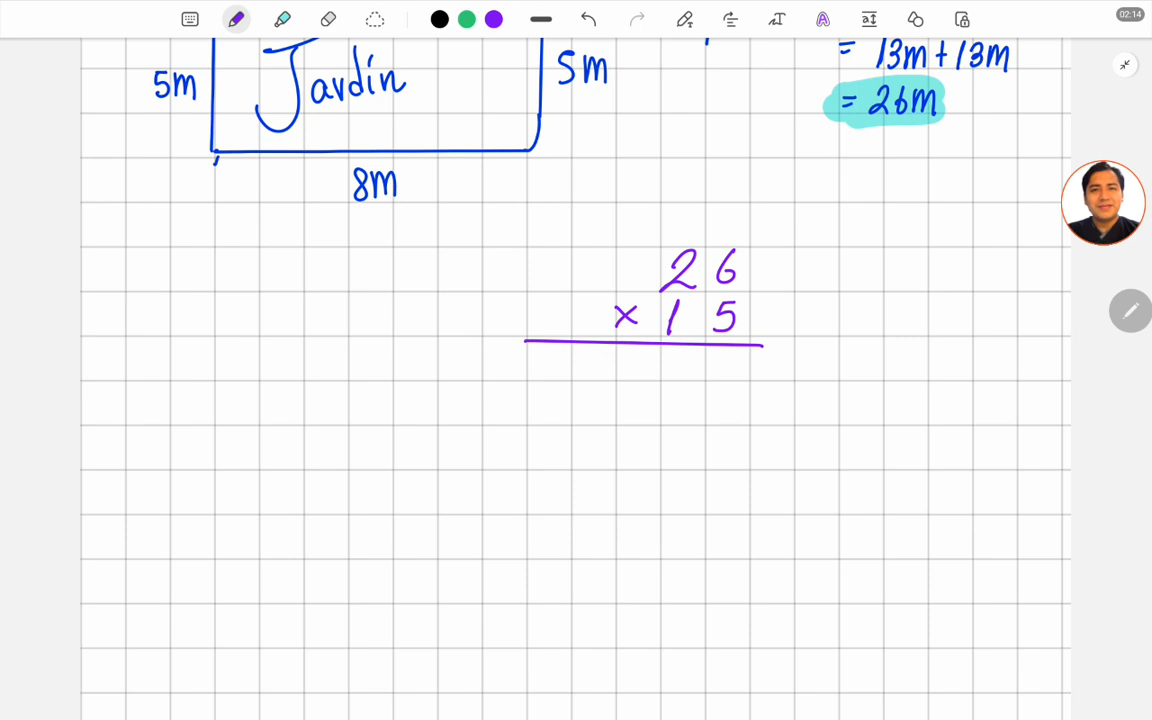 02:14
5m Jardin 5m
= 13m + 13m
= 26m
8m
26
× 15